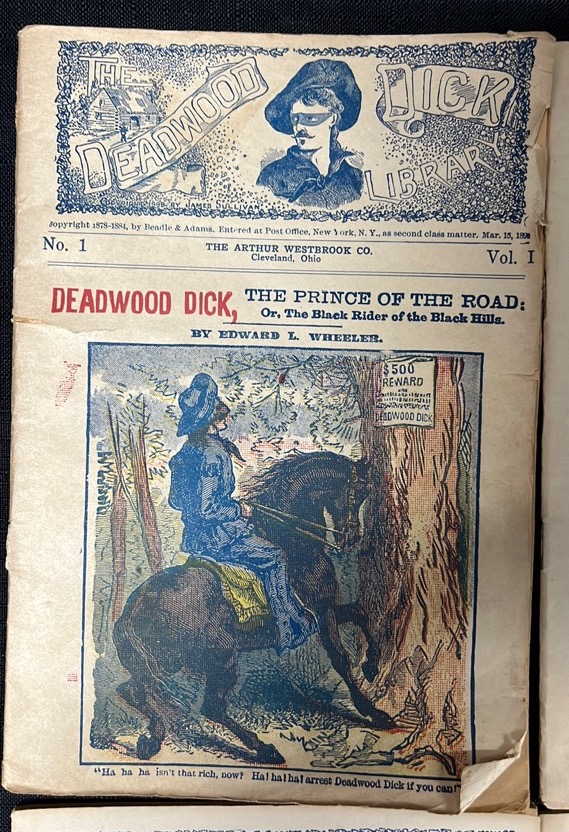 THE
DEADWOOD DICK
LIBRARY
BY JAMES SULLIVAN
Copyright 1878-1884, by Beadle & Adams. Entered at Post Office, New York, N. Y., as second class matter. Mar. 15, 1899
No. 1
THE ARTHUR WESTBROOK CO.
Cleveland, Ohio
Vol. I
DEADWOOD DICK, THE PRINCE OF THE ROAD:
Or, The Black Rider of the Black Hills.
BY EDWARD L. WHEELER.
$500
REWARD
DEADWOOD DICK
"Ha ha ha isn't that rich, now? Ha! ha! ha! arrest Deadwood Dick if you can!"